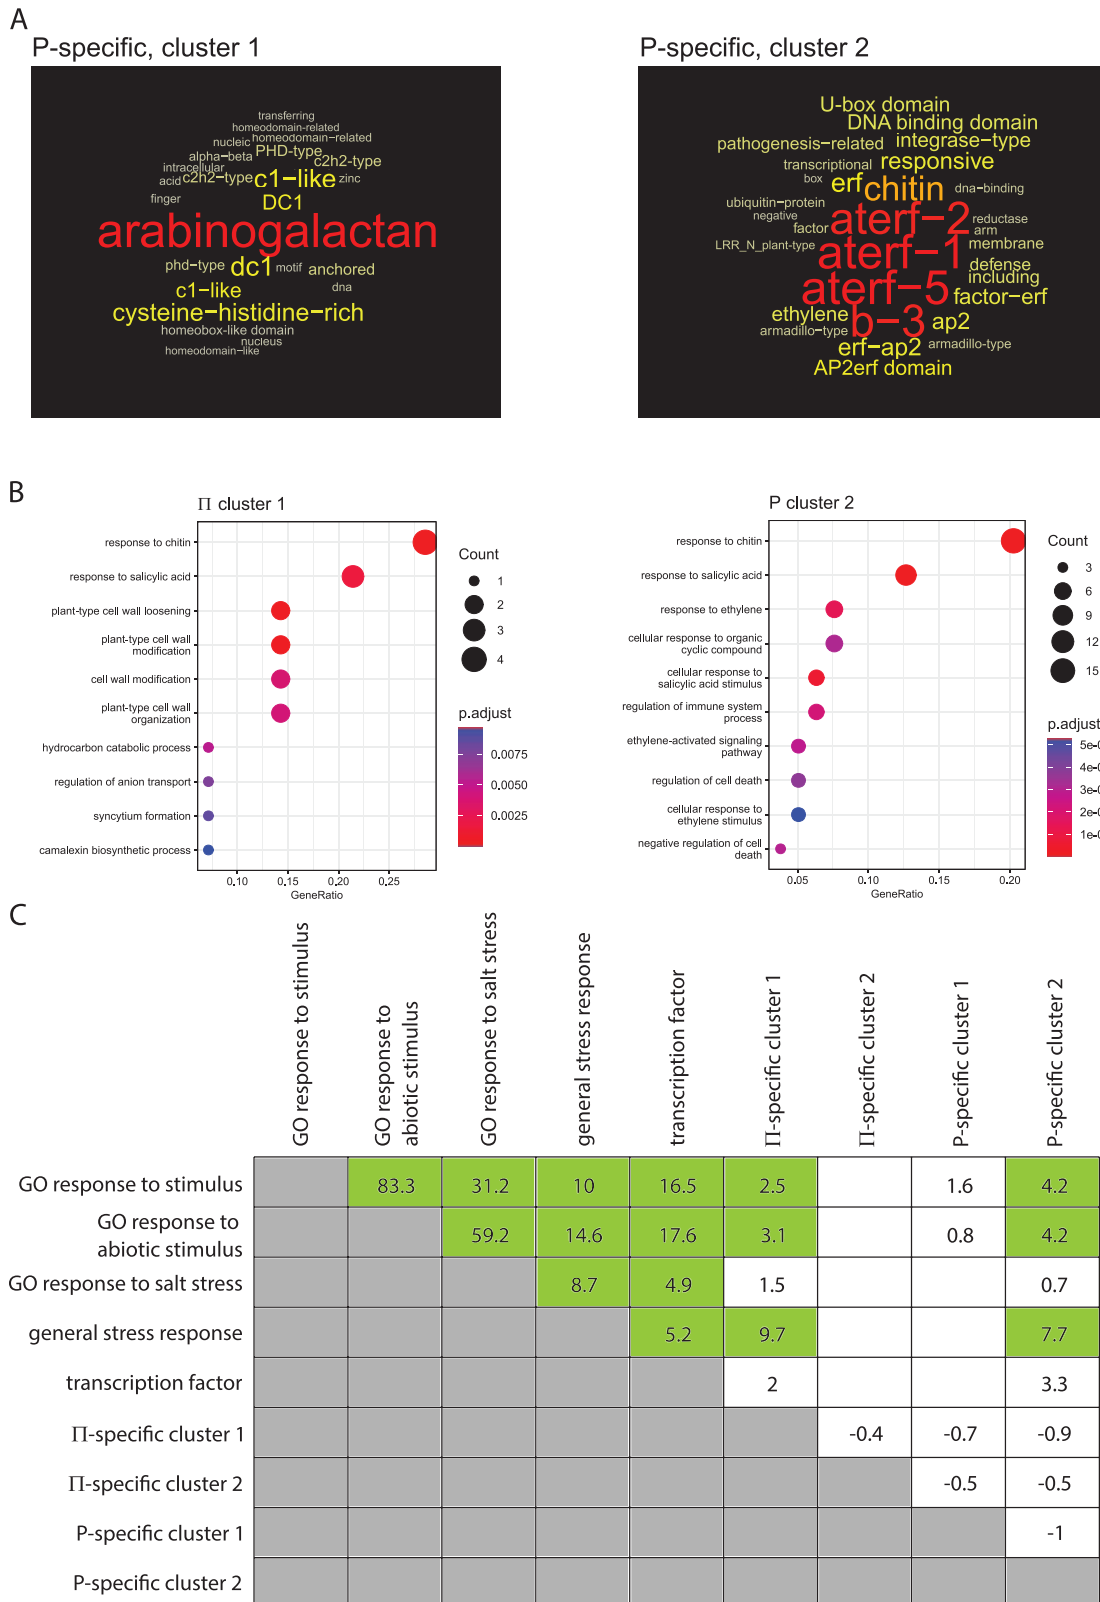 A
P-specific, cluster 1
P-specific, cluster 2
transferring
homeodomain-related
nucleic homeodomain-related
alpha-beta PHD-type
intracellular c2h2-type
acid c2h2-type c1-like zinc
finger DC1
arabinogalactan
phd-type dc1 motif anchored
c1-like dna
cysteine-histidine-rich
homeobox-like domain
nucleus
homeodomain-like
U-box domain
DNA binding domain
pathogenesis-related integrase-type
transcriptional responsive
box erf chitin dna-binding
ubiquitin-protein
negative aterf-2 reductase
factor arm
LRR_N_plant-type aterf-1 membrane
defense
aterf-5 including
factor-erf
ethylene b-3 ap2
armadillo-type
erf-ap2 armadillo-type
AP2erf domain
B
Π cluster 1
response to chitin
response to salicylic acid
plant-type cell wall loosening
plant-type cell wall
modification
cell wall modification
plant-type cell wall
organization
hydrocarbon catabolic process
regulation of anion transport
syncytium formation
camalexin biosynthetic process
0.10 0.15 0.20 0.25
GeneRatio
Count
1
2
3
4
p.adjust
0.0075
0.0050
0.0025
P cluster 2
response to chitin
response to salicylic acid
response to ethylene
cellular response to organic
cyclic compound
cellular response to
salicylic acid stimulus
regulation of immune system
process
ethylene-activated signaling
pathway
regulation of cell death
cellular response to
ethylene stimulus
negative regulation of cell
death
0.05 0.10 0.15 0.20
GeneRatio
Count
3
6
9
12
15
p.adjust
5e-0
4e-0
3e-0
2e-0
1e-0
C
GO response to stimulus
GO response to
abiotic stimulus
GO response to salt stress
general stress response
transcription factor
Π-specific cluster 1
Π-specific cluster 2
P-specific cluster 1
P-specific cluster 2
GO response to stimulus 83.3 31.2 10 16.5 2.5 1.6 4.2
GO response to
abiotic stimulus 59.2 14.6 17.6 3.1 0.8 4.2
GO response to salt stress 8.7 4.9 1.5 0.7
general stress response 5.2 9.7 7.7
transcription factor 2 3.3
Π-specific cluster 1 -0.4 -0.7 -0.9
Π-specific cluster 2 -0.5 -0.5
P-specific cluster 1 -1
P-specific cluster 2